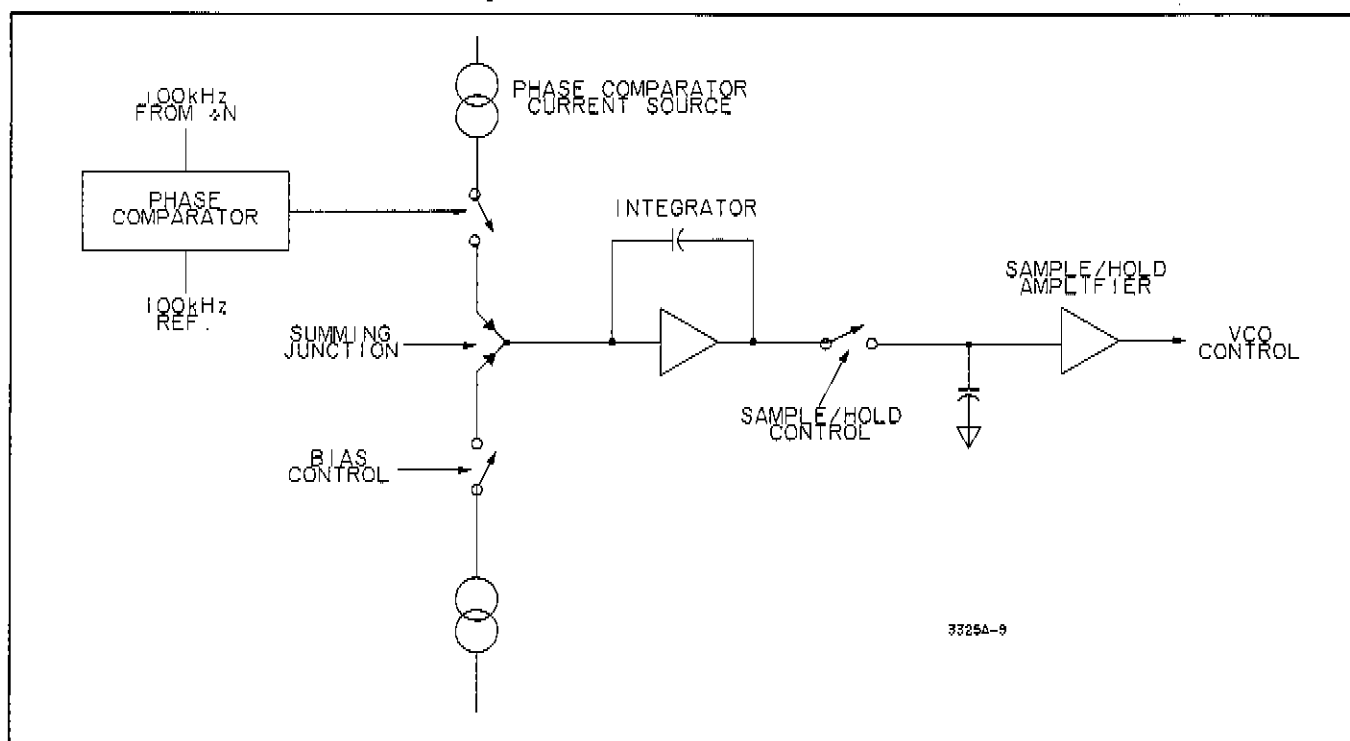 100kHz
FROM ÷N
PHASE
COMPARATOR
100kHz
REF.
PHASE COMPARATOR
CURRENT SOURCE
SUMMING
JUNCTION
BIAS
CONTROL
INTEGRATOR
SAMPLE/HOLD
CONTROL
SAMPLE/HOLD
AMPLIFIER
VCO
CONTROL
3325A-9